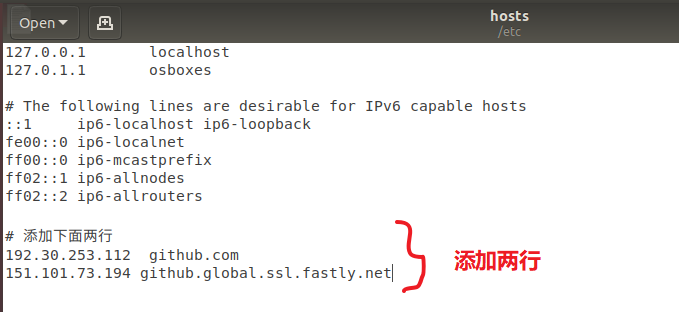 Open
hosts
/etc
127.0.0.1 localhost
127.0.1.1 osboxes
# The following lines are desirable for IPv6 capable hosts
::1 ip6-localhost ip6-loopback
fe00::0 ip6-localnet
ff00::0 ip6-mcastprefix
ff02::1 ip6-allnodes
ff02::2 ip6-allrouters
# 添加下面两行
192.30.253.112 github.com
151.101.73.194 github.global.ssl.fastly.net
添加两行